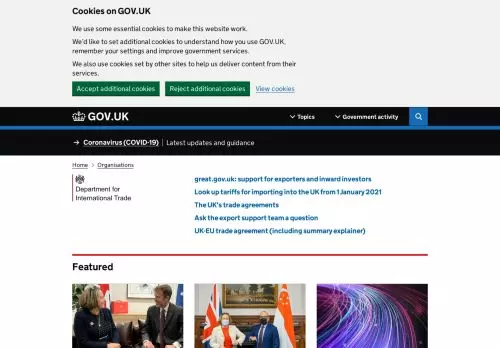 Cookies on GOV.UK
We use some essential cookies to make this website work.
We'd like to set additional cookies to understand how you use GOV.UK,
remember your settings and improve government services.
We also use cookies set by other sites to help us deliver content from their
services.
Accept additional cookies Reject additional cookies View cookies
GOV.UK Topics Government activity
→ Coronavirus (COVID-19) | Latest updates and guidance
Home > Organisations
Department for
International Trade
great.gov.uk: support for exporters and inward investors
Look up tariffs for importing into the UK from 1 January 2021
The UK's trade agreements
Ask the export support team a question
UK-EU trade agreement (including summary explainer)
Featured